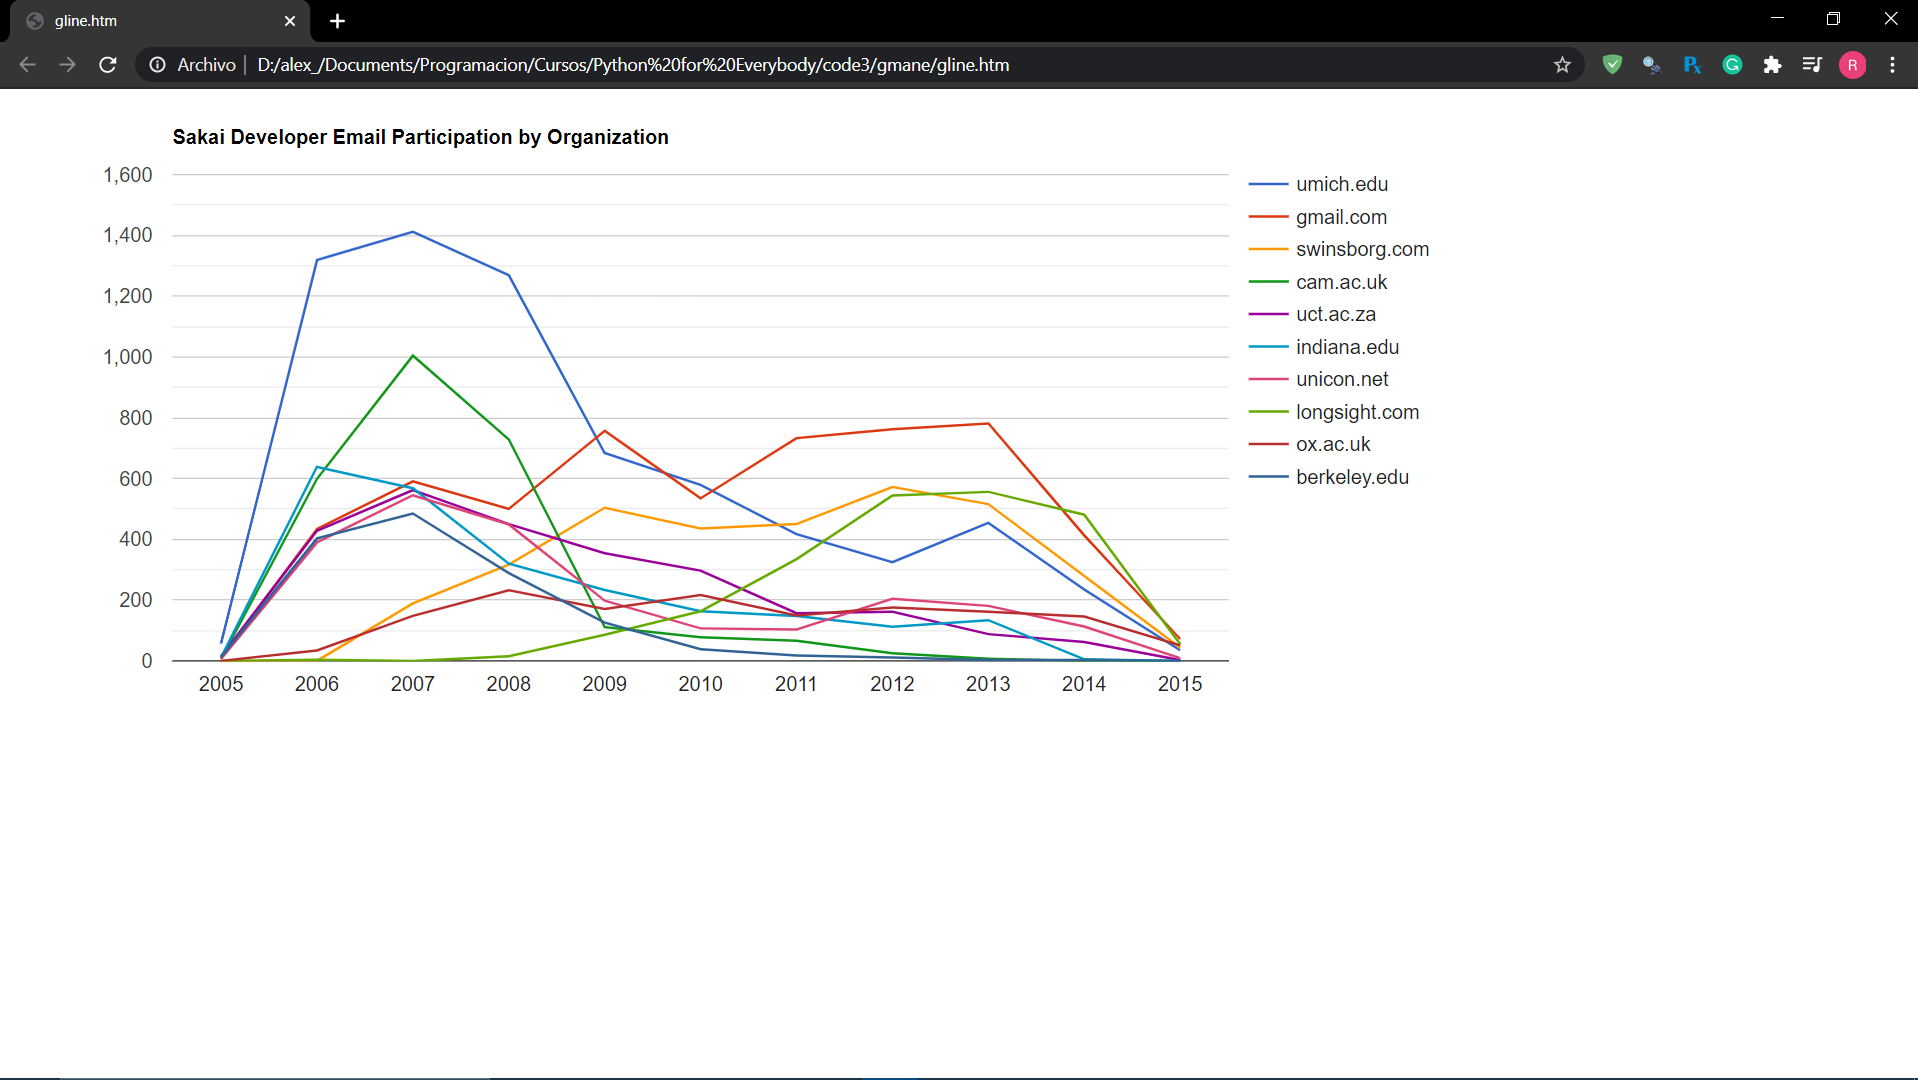 gline.htm
Archivo | D:/alex_/Documents/Programacion/Cursos/Python%20for%20Everybody/code3/gmane/gline.htm
R
Sakai Developer Email Participation by Organization
1,600
1,400
1,200
1,000
800
600
400
200
0
2005 2006 2007 2008 2009 2010 2011 2012 2013 2014 2015
umich.edu
gmail.com
swinsborg.com
cam.ac.uk
uct.ac.za
indiana.edu
unicon.net
longsight.com
ox.ac.uk
berkeley.edu